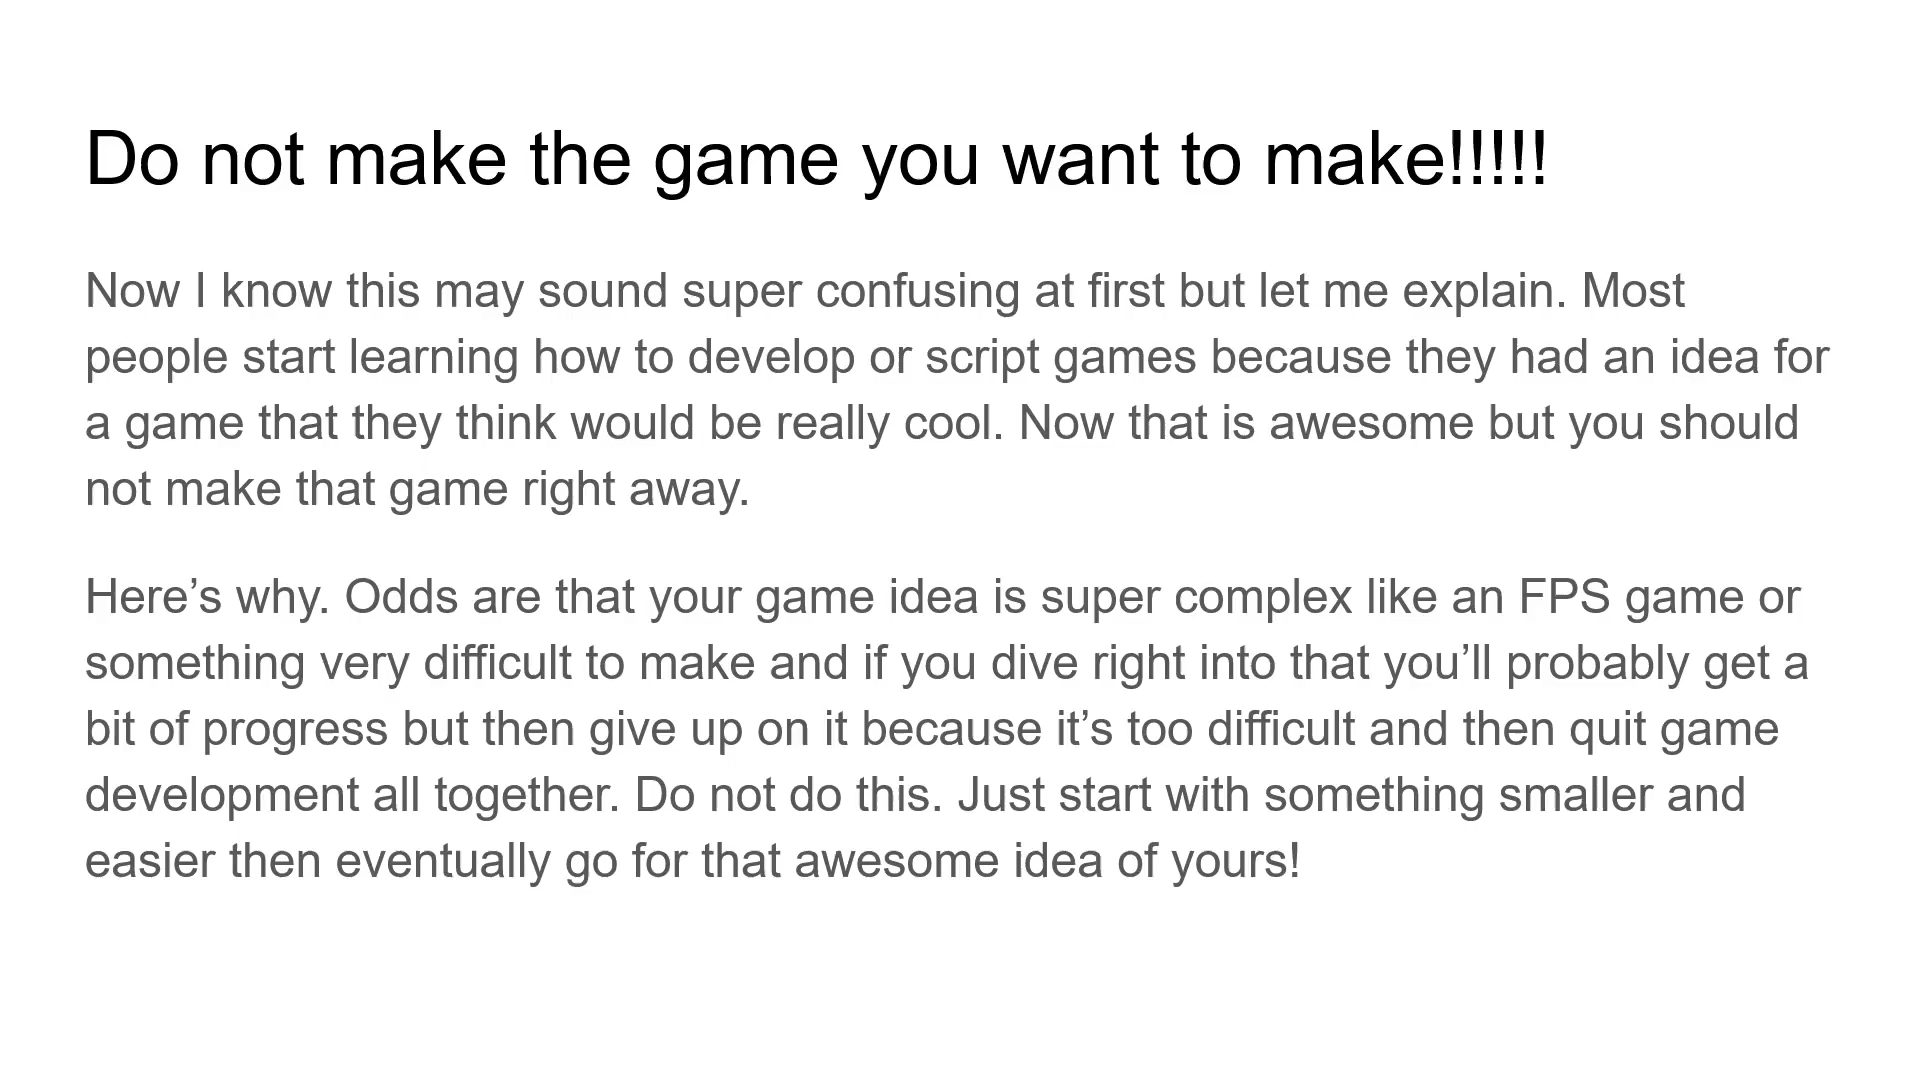 Do not make the game you want to make!!!!!
Now I know this may sound super confusing at first but let me explain. Most
people start learning how to develop or script games because they had an idea for
a game that they think would be really cool. Now that is awesome but you should
not make that game right away.
Here’s why. Odds are that your game idea is super complex like an FPS game or
something very difficult to make and if you dive right into that you’ll probably get a
bit of progress but then give up on it because it’s too difficult and then quit game
development all together. Do not do this. Just start with something smaller and
easier then eventually go for that awesome idea of yours!